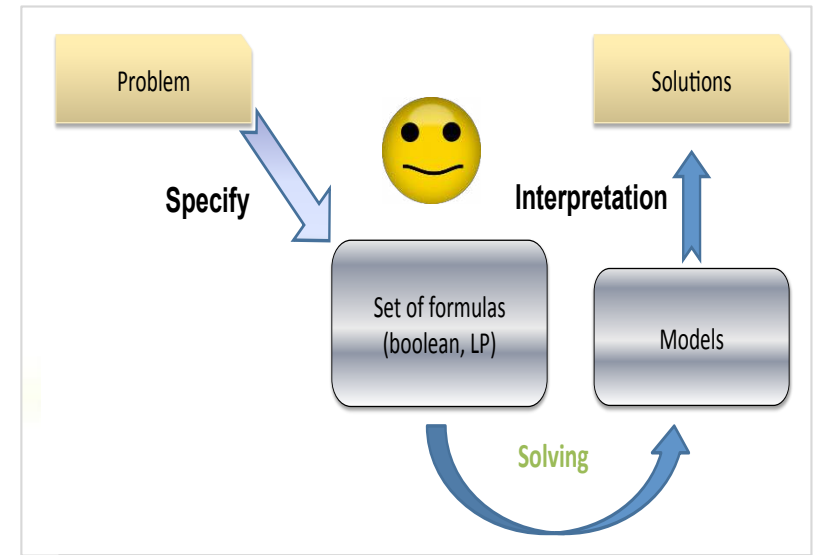 Problem
Solutions
Specify
Interpretation
Set of formulas
(boolean, LP)
Models
Solving